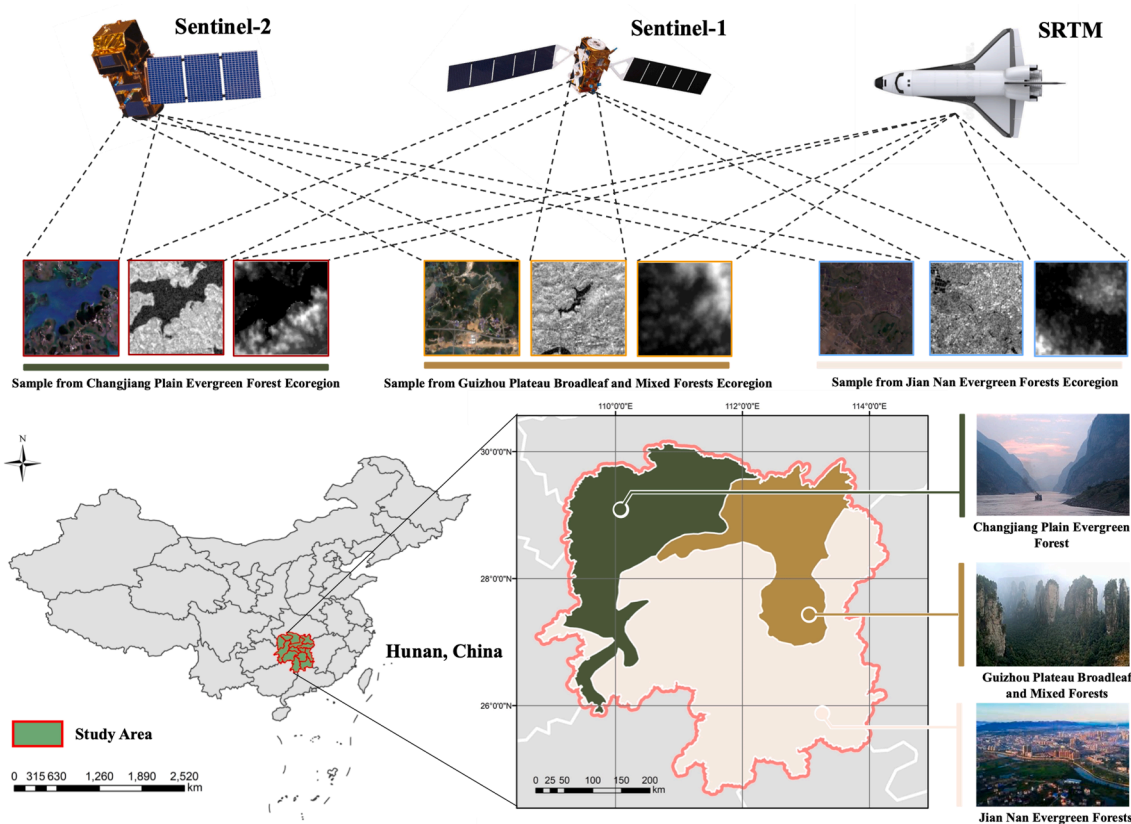 Sentinel-2
Sentinel-1
SRTM
Sample from Changjiang Plain Evergreen Forest Ecoregion
Sample from Guizhou Plateau Broadleaf and Mixed Forests Ecoregion
Sample from Jian Nan Evergreen Forests Ecoregion
N
Hunan, China
Study Area
0 315 630 1,260 1,890 2,520
km
110°0'0"E 112°0'0"E 114°0'0"E
30°0'0"N
28°0'0"N
26°0'0"N
0 25 50 100 150 200
km
Changjiang Plain Evergreen
Forest
Guizhou Plateau Broadleaf
and Mixed Forests
Jian Nan Evergreen Forests